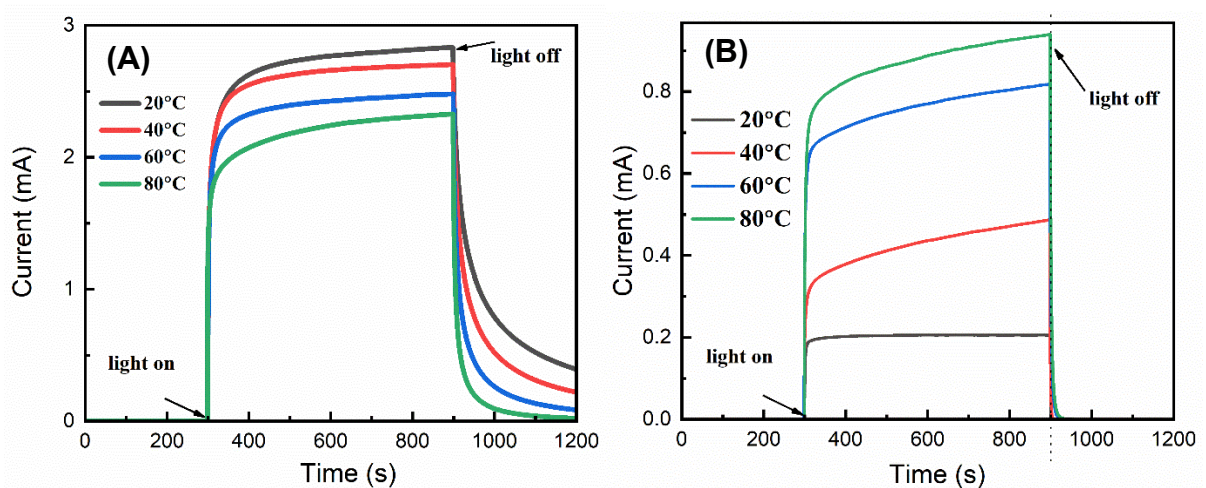 (A)
light off
20°C
40°C
60°C
80°C
light on
Current (mA)
0
1
2
3
0 200 400 600 800 1000 1200
Time (s)
(B)
light off
20°C
40°C
60°C
80°C
light on
Current (mA)
0.0
0.2
0.4
0.6
0.8
0 200 400 600 800 1000 1200
Time (s)